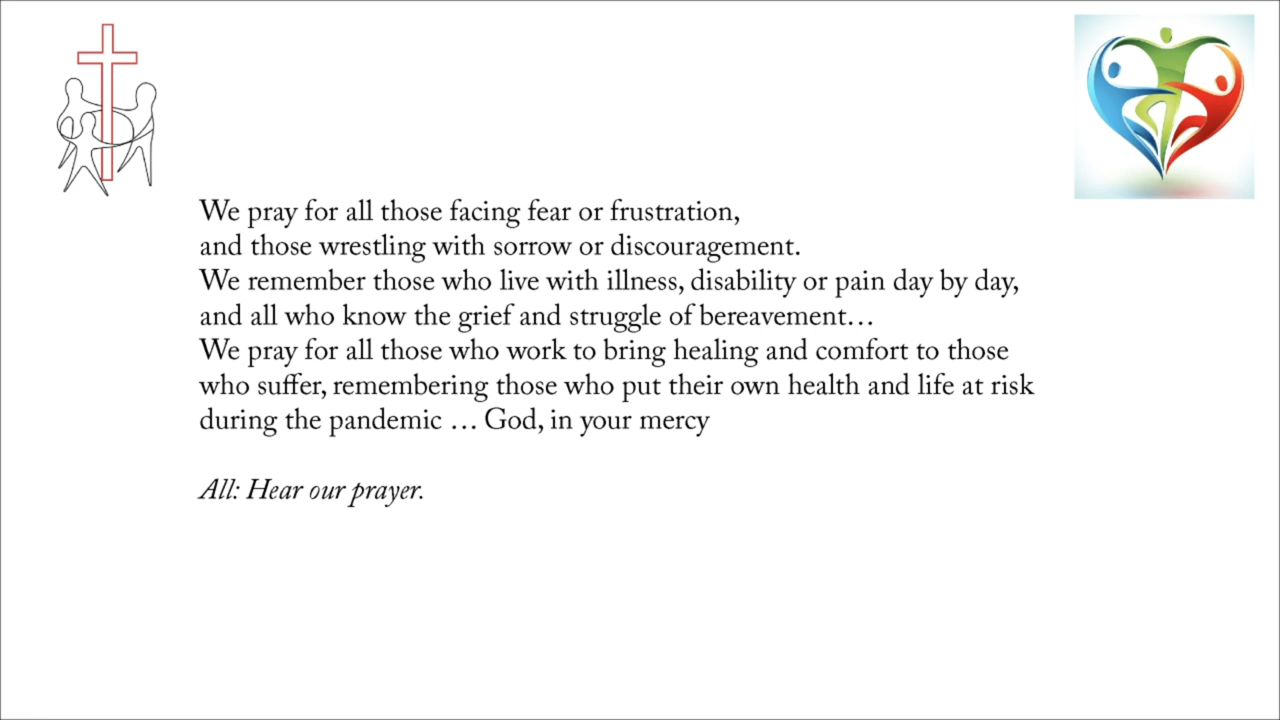 We pray for all those facing fear or frustration,
and those wrestling with sorrow or discouragement.
We remember those who live with illness, disability or pain day by day,
and all who know the grief and struggle of bereavement…
We pray for all those who work to bring healing and comfort to those
who suffer, remembering those who put their own health and life at risk
during the pandemic … God, in your mercy
All: Hear our prayer.